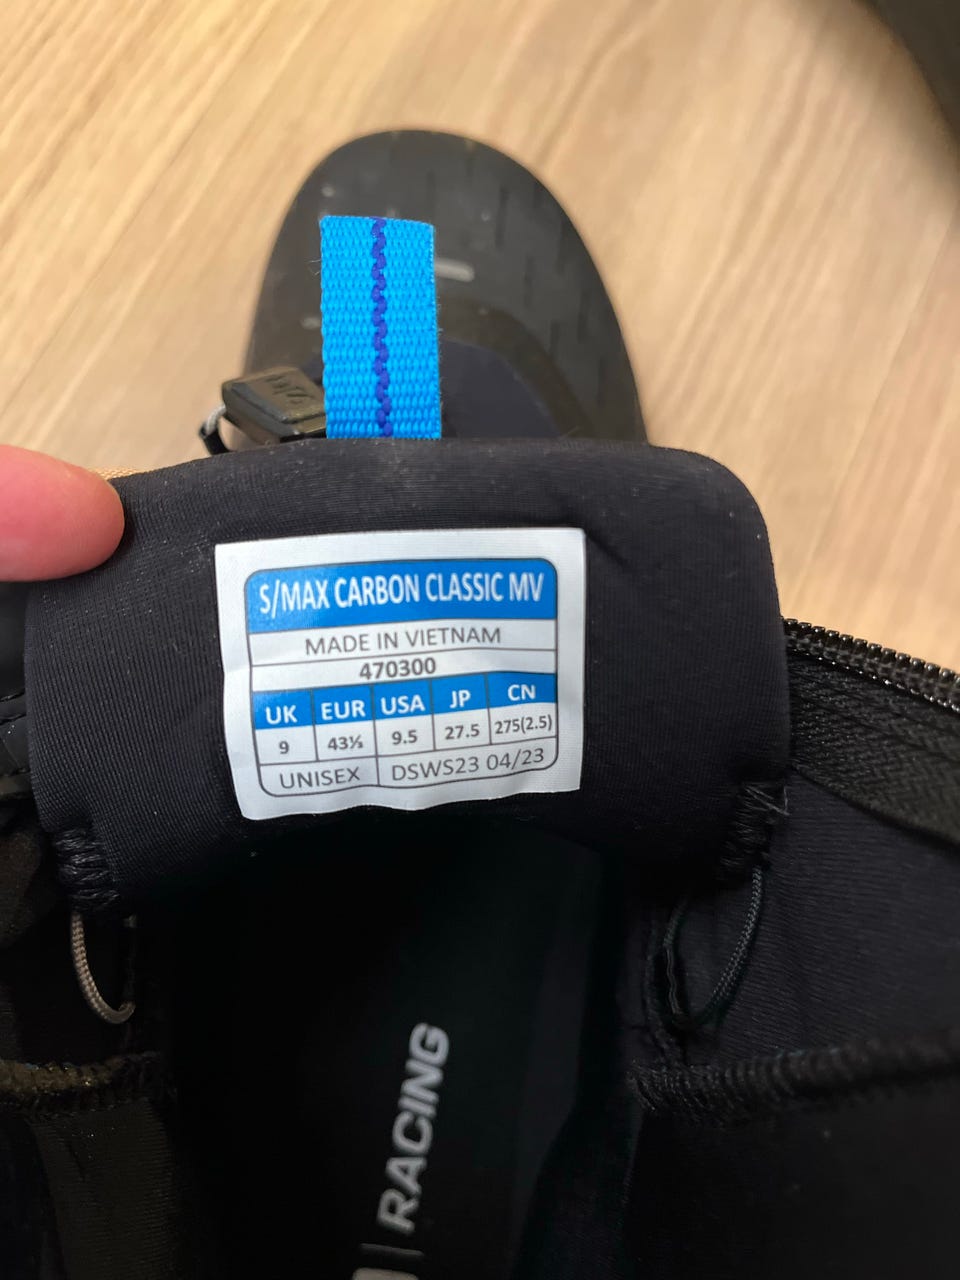 S/MAX CARBON CLASSIC MV
MADE IN VIETNAM
470300
UK EUR USA JP CN
9 43⅓ 9.5 27.5 275(2.5)
UNISEX DSWS23 04/23
RACING